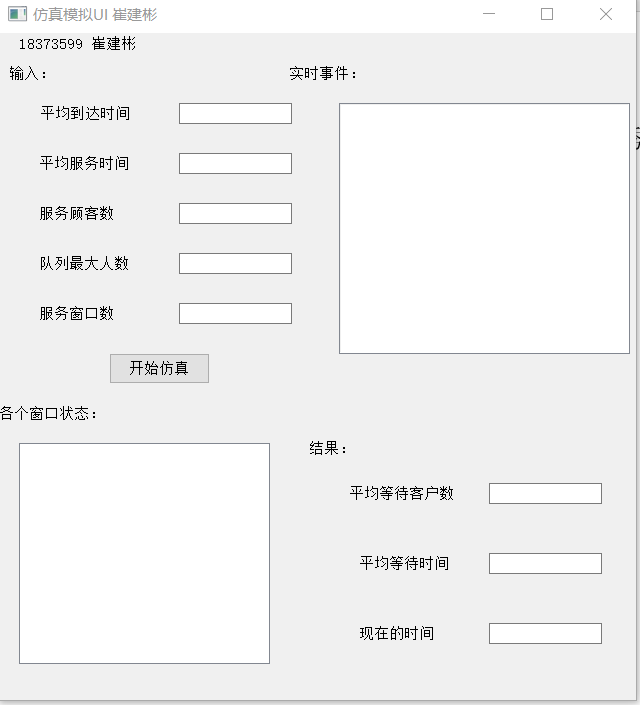 仿真模拟UI 崔建彬
18373599 崔建彬
输入:
实时事件:
平均到达时间
平均服务时间
服务顾客数
队列最大人数
服务窗口数
开始仿真
各个窗口状态:
结果:
平均等待客户数
平均等待时间
现在的时间